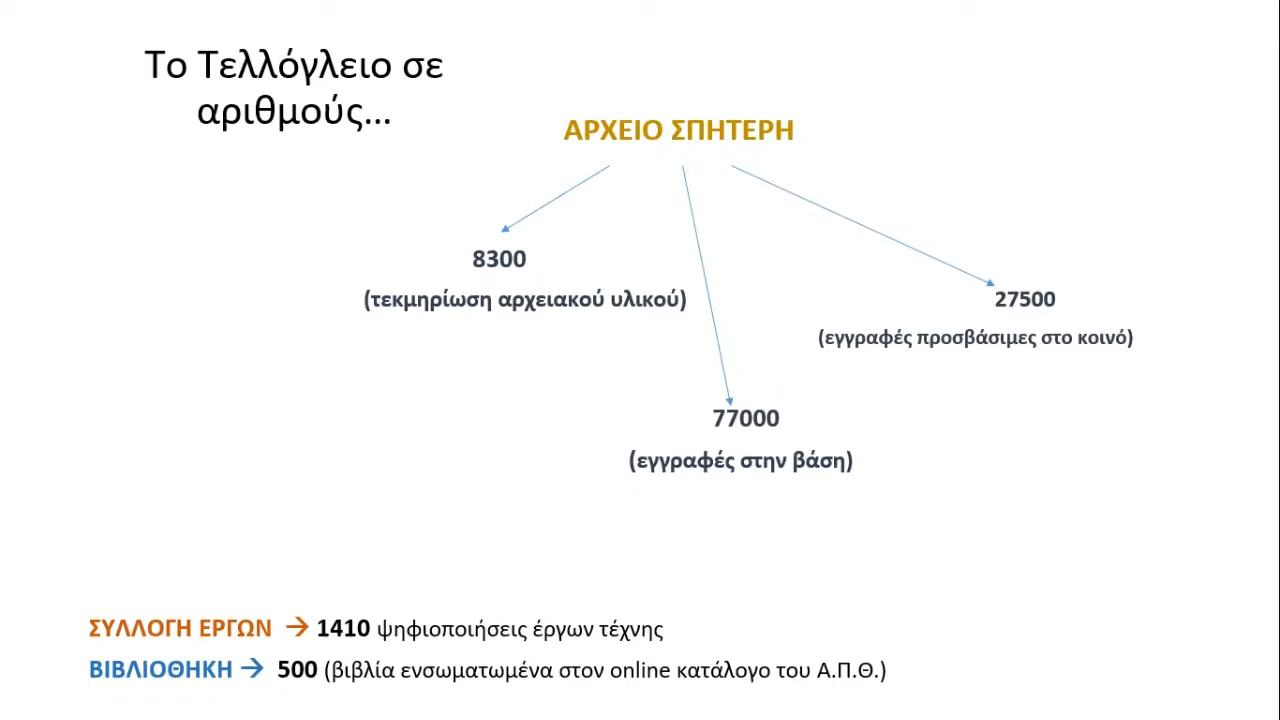 Το Τελλόγλειο σε
αριθμούς...
ΑΡΧΕΙΟ ΣΠΗΤΕΡΗ
8300
(τεκμηρίωση αρχειακού υλικού)
27500
(εγγραφές προσβάσιμες στο κοινό)
77000
(εγγραφές στην βάση)
ΣΥΛΛΟΓΗ ΕΡΓΩΝ → 1410 ψηφιοποιήσεις έργων τέχνης
ΒΙΒΛΙΟΘΗΚΗ → 500 (βιβλία ενσωματωμένα στον online κατάλογο του Α.Π.Θ.)